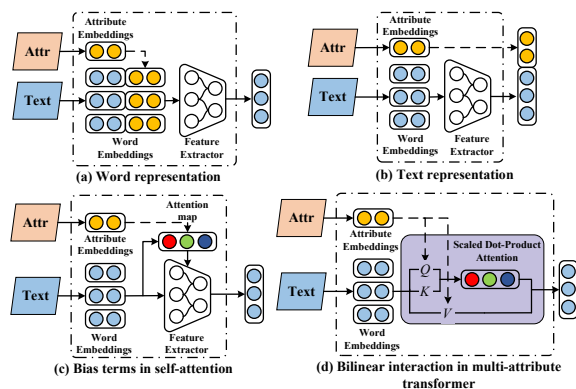 Attribute
Embeddings
Attr
Text
Word
Embeddings
Feature
Extractor
(a) Word representation
Attribute
Embeddings
Attr
Text
Word
Embeddings
Feature
Extractor
(b) Text representation
Attention
map
Attr
Attribute
Embeddings
Text
Word
Embeddings
Feature
Extractor
(c) Bias terms in self-attention
Attr
Attribute
Embeddings
Scaled Dot-Product
Attention
Q
Text
K
V
Word
Embeddings
(d) Bilinear interaction in multi-attribute
transformer